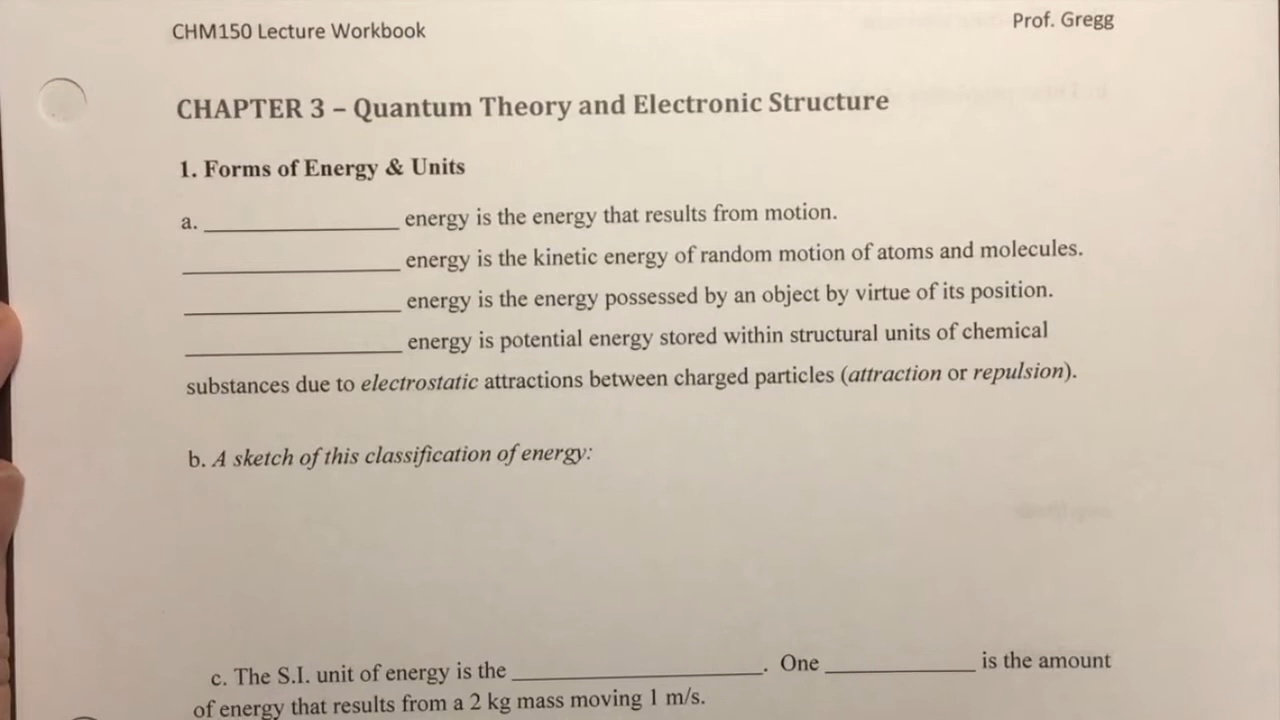 CHM150 Lecture Workbook Prof. Gregg
CHAPTER 3 – Quantum Theory and Electronic Structure
1. Forms of Energy & Units
a. ________________ energy is the energy that results from motion.
__________________ energy is the kinetic energy of random motion of atoms and molecules.
__________________ energy is the energy possessed by an object by virtue of its position.
__________________ energy is potential energy stored within structural units of chemical
substances due to electrostatic attractions between charged particles (attraction or repulsion).
b. A sketch of this classification of energy:
c. The S.I. unit of energy is the _____________________. One _____________ is the amount
of energy that results from a 2 kg mass moving 1 m/s.